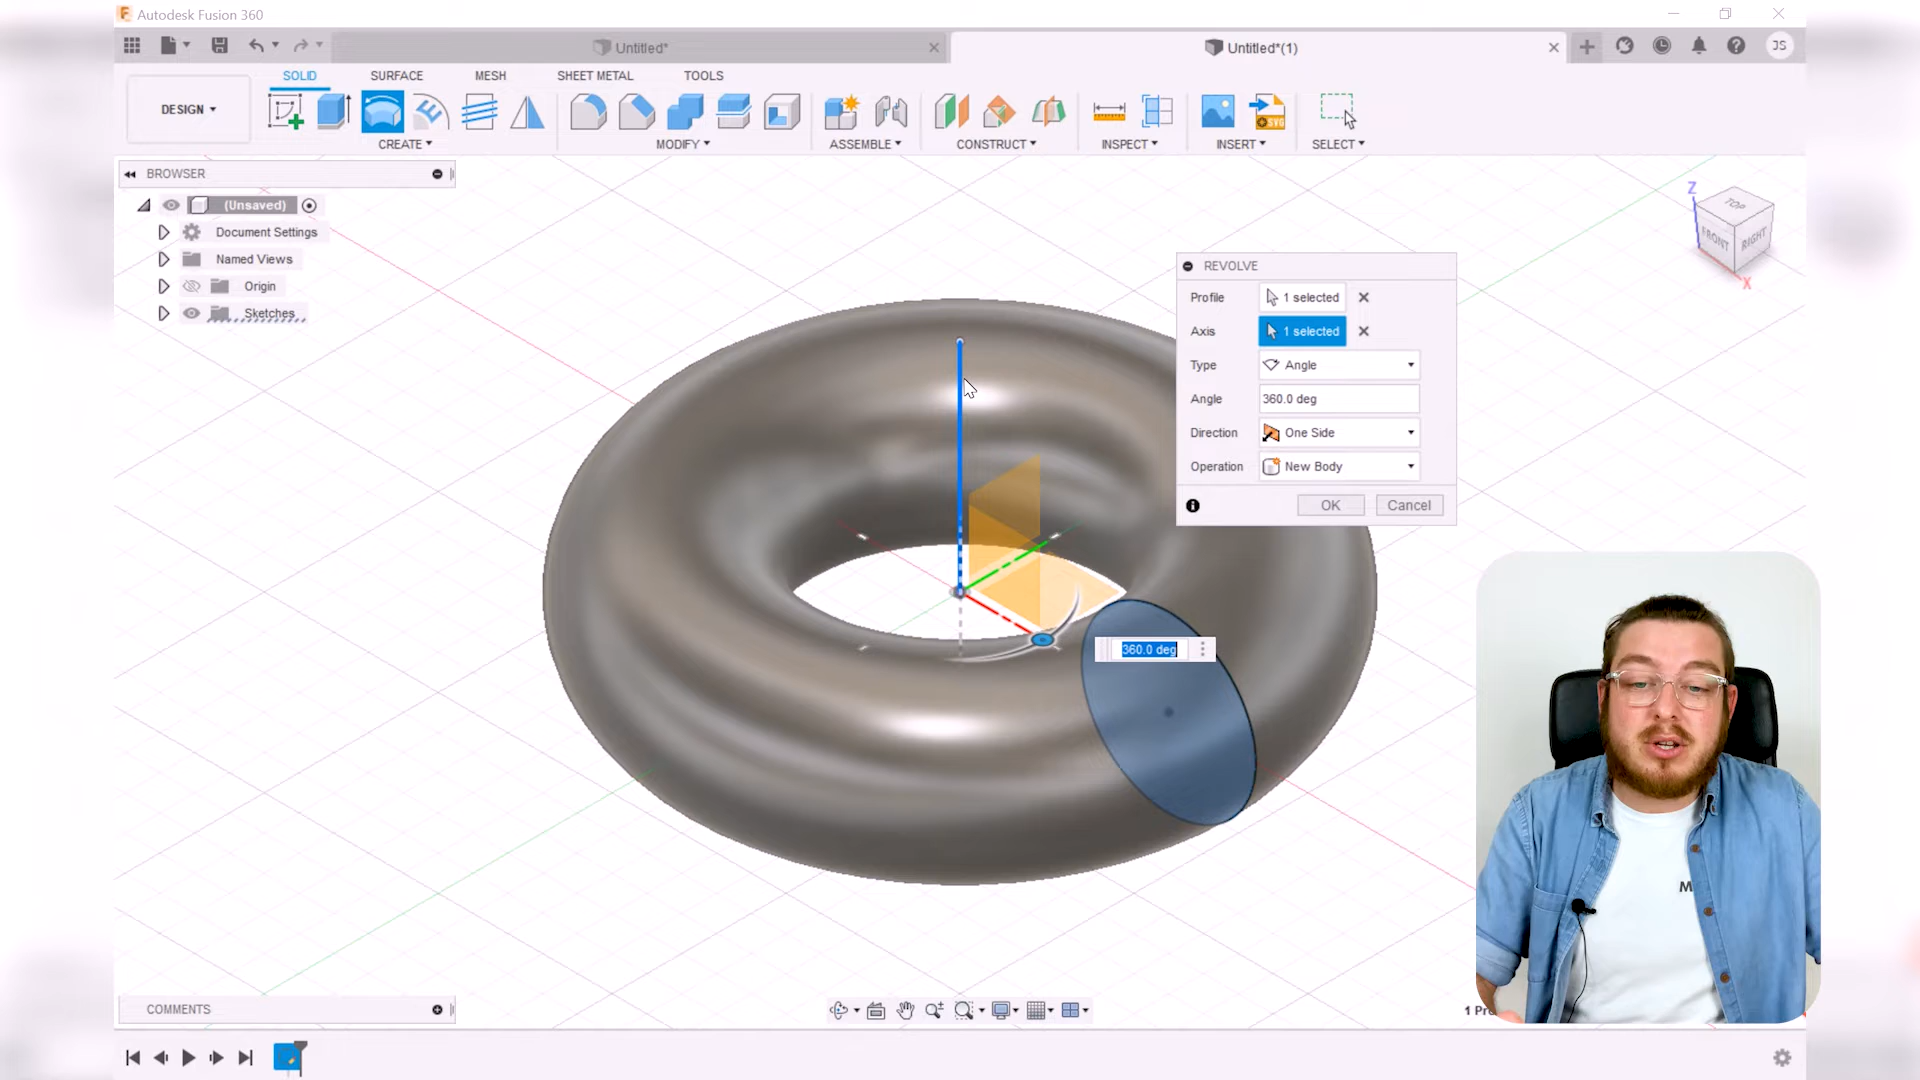 Autodesk Fusion 360
Untitled*
Untitled*(1)
JS
SOLID
SURFACE
MESH
SHEET METAL
TOOLS
DESIGN
CREATE
MODIFY
ASSEMBLE
CONSTRUCT
INSPECT
INSERT
SELECT
SVG
BROWSER
(Unsaved)
Document Settings
Named Views
Origin
Sketches
Z
TOP
FRONT
RIGHT
X
REVOLVE
Profile 1 selected
Axis 1 selected
Type Angle
Angle 360.0 deg
Direction One Side
Operation New Body
OK Cancel
360.0 deg
M
COMMENTS